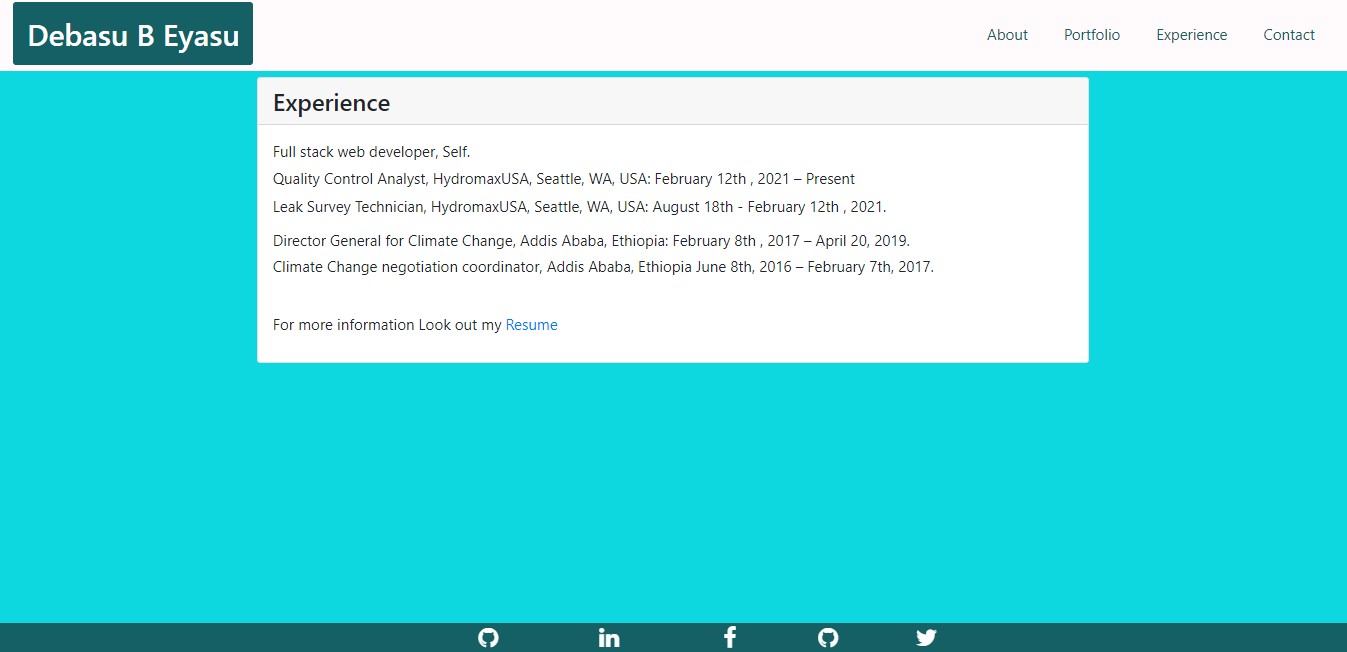 Debasu B Eyasu
About Portfolio Experience Contact
Experience
Full stack web developer, Self.
Quality Control Analyst, HydromaxUSA, Seattle, WA, USA: February 12th , 2021 – Present
Leak Survey Technician, HydromaxUSA, Seattle, WA, USA: August 18th - February 12th , 2021.
Director General for Climate Change, Addis Ababa, Ethiopia: February 8th , 2017 – April 20, 2019.
Climate Change negotiation coordinator, Addis Ababa, Ethiopia June 8th, 2016 – February 7th, 2017.
For more information Look out my Resume